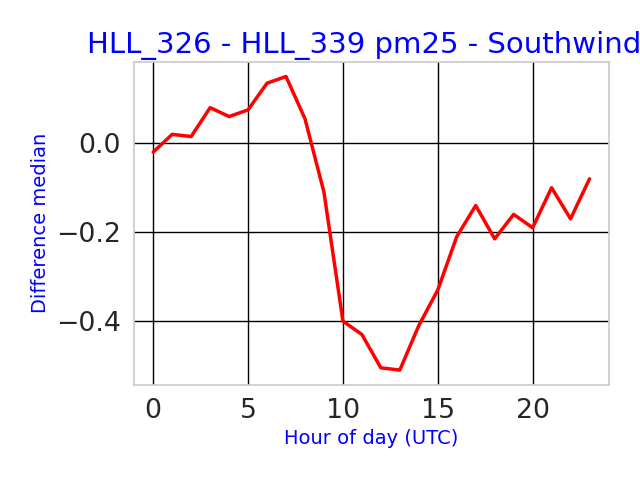 HLL_326 - HLL_339 pm25 - Southwind
0.0
−0.2
−0.4
Difference median
0 5 10 15 20
Hour of day (UTC)